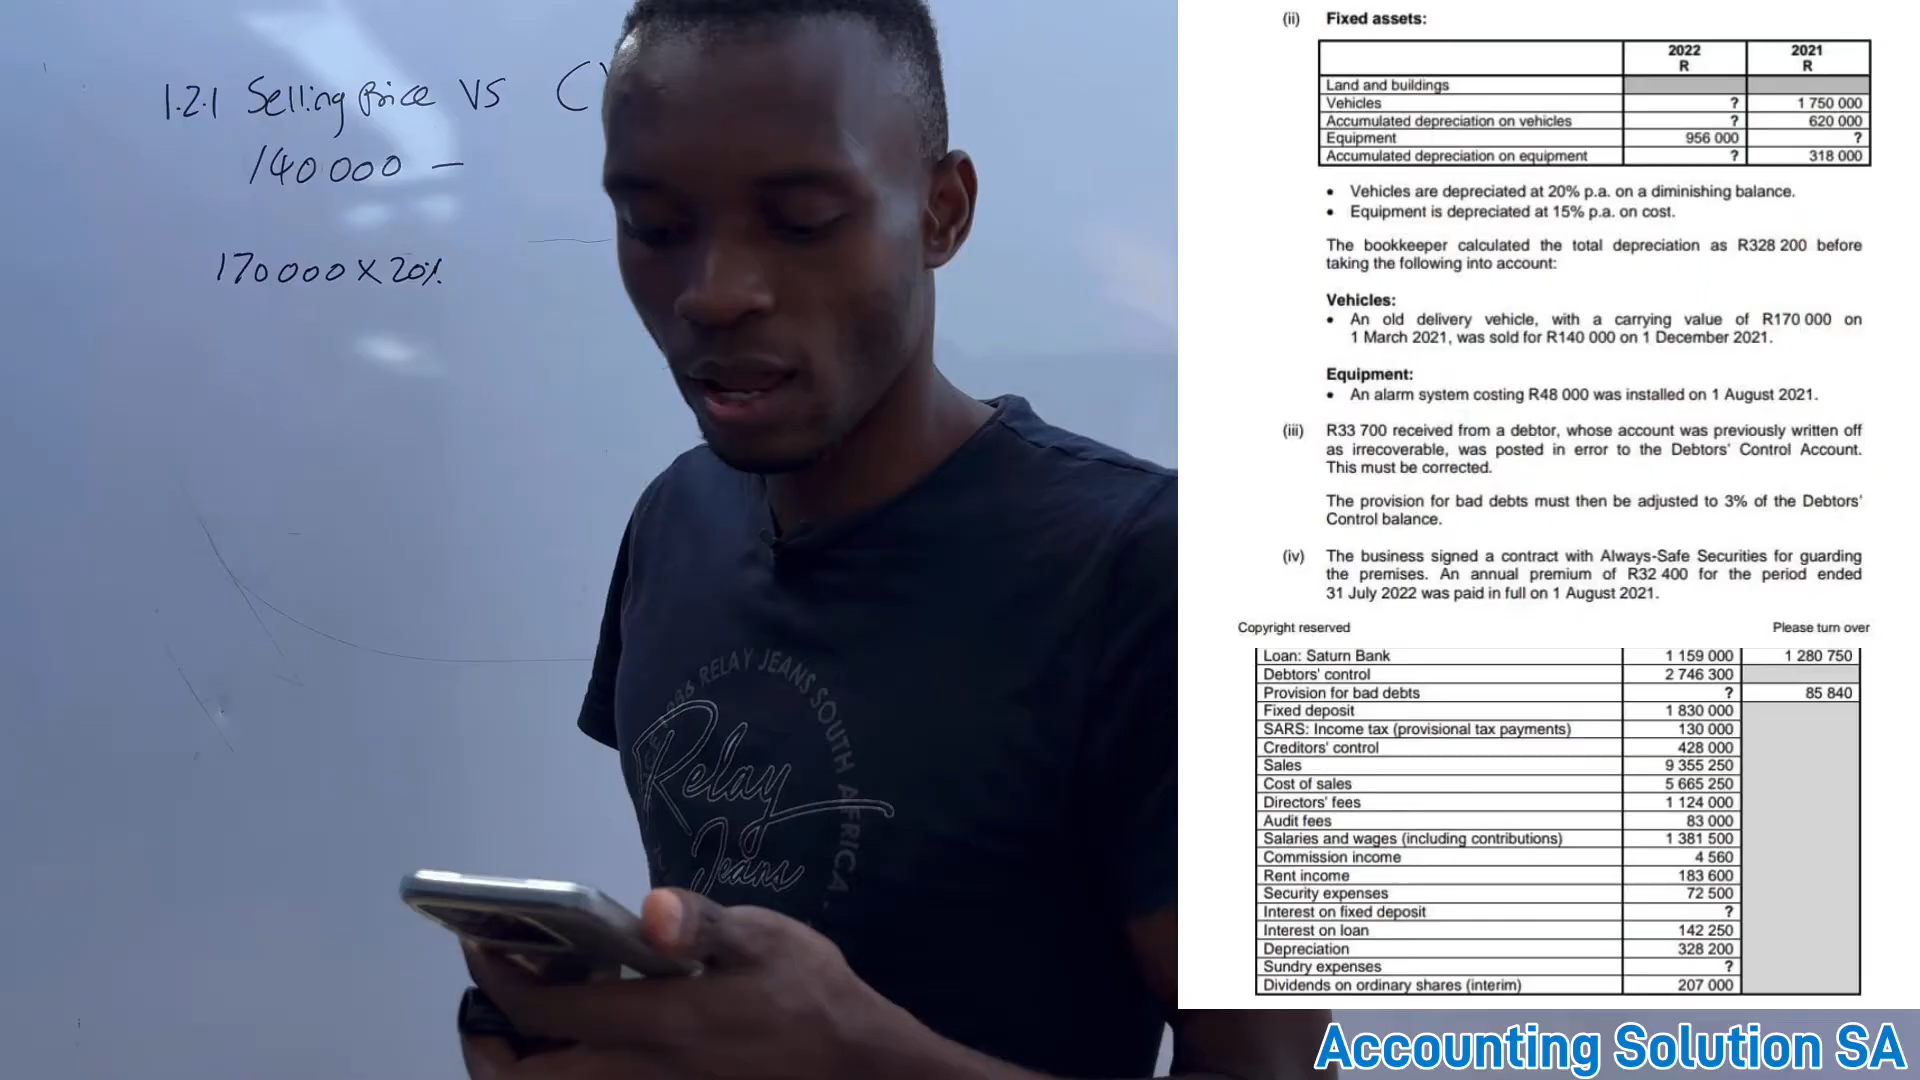 1.2.1 Selling Price VS C
140 000 –
170 000 X 20%
(ii) Fixed assets:
2022 2021
R R
Land and buildings
Vehicles ? 1 750 000
Accumulated depreciation on vehicles ? 620 000
Equipment 956 000 ?
Accumulated depreciation on equipment ? 318 000
• Vehicles are depreciated at 20% p.a. on a diminishing balance.
• Equipment is depreciated at 15% p.a. on cost.
The bookkeeper calculated the total depreciation as R328 200 before
taking the following into account:
Vehicles:
• An old delivery vehicle, with a carrying value of R170 000 on
1 March 2021, was sold for R140 000 on 1 December 2021.
Equipment:
• An alarm system costing R48 000 was installed on 1 August 2021.
(iii) R33 700 received from a debtor, whose account was previously written off
as irrecoverable, was posted in error to the Debtors' Control Account.
This must be corrected.
The provision for bad debts must then be adjusted to 3% of the Debtors'
Control balance.
(iv) The business signed a contract with Always-Safe Securities for guarding
the premises. An annual premium of R32 400 for the period ended
31 July 2022 was paid in full on 1 August 2021.
Copyright reserved Please turn over
Loan: Saturn Bank 1 159 000 1 280 750
Debtors' control 2 746 300
Provision for bad debts ? 85 840
Fixed deposit 1 830 000
SARS: Income tax (provisional tax payments) 130 000
Creditors' control 428 000
Sales 9 355 250
Cost of sales 5 665 250
Directors' fees 1 124 000
Audit fees 83 000
Salaries and wages (including contributions) 1 381 500
Commission income 4 560
Rent income 183 600
Security expenses 72 500
Interest on fixed deposit ?
Interest on loan 142 250
Depreciation 328 200
Sundry expenses ?
Dividends on ordinary shares (interim) 207 000
RELAY JEANS SOUTH AFRICA
Relay
Jeans
Accounting Solution SA